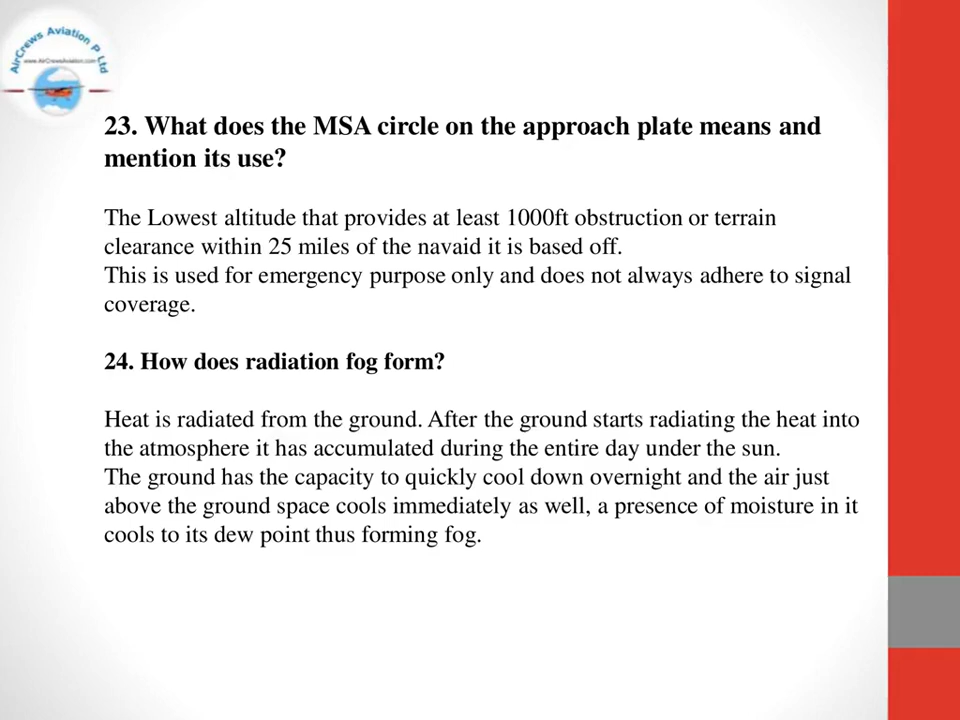 AirCrews Aviation P Ltd
www.AirCrewsAviation.com
23. What does the MSA circle on the approach plate means and
mention its use?
The Lowest altitude that provides at least 1000ft obstruction or terrain
clearance within 25 miles of the navaid it is based off.
This is used for emergency purpose only and does not always adhere to signal
coverage.
24. How does radiation fog form?
Heat is radiated from the ground. After the ground starts radiating the heat into
the atmosphere it has accumulated during the entire day under the sun.
The ground has the capacity to quickly cool down overnight and the air just
above the ground space cools immediately as well, a presence of moisture in it
cools to its dew point thus forming fog.